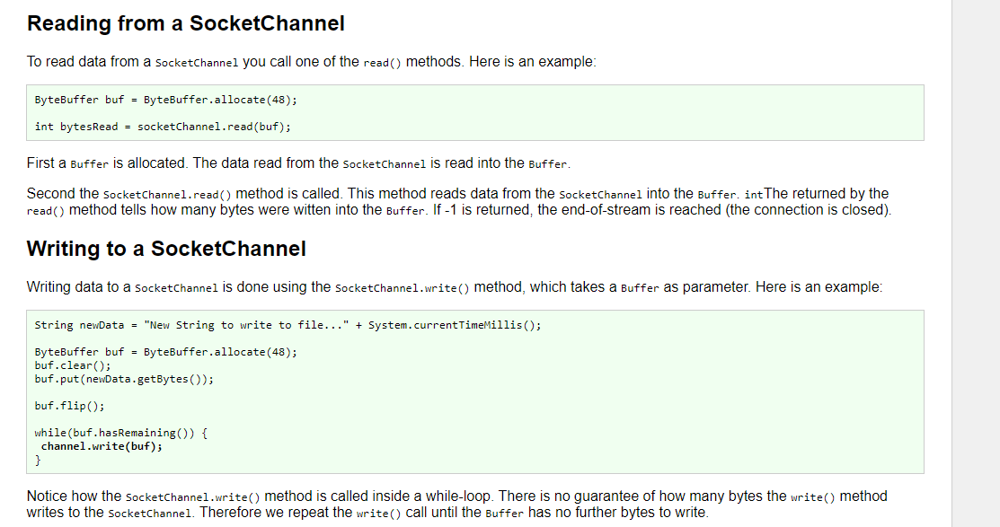 Reading from a SocketChannel
To read data from a SocketChannel you call one of the read() methods. Here is an example:
ByteBuffer buf = ByteBuffer.allocate(48);
int bytesRead = socketChannel.read(buf);
First a Buffer is allocated. The data read from the SocketChannel is read into the Buffer.
Second the SocketChannel.read() method is called. This method reads data from the SocketChannel into the Buffer. intThe returned by the
read() method tells how many bytes were witten into the Buffer. If -1 is returned, the end-of-stream is reached (the connection is closed).
Writing to a SocketChannel
Writing data to a SocketChannel is done using the SocketChannel.write() method, which takes a Buffer as parameter. Here is an example:
String newData = "New String to write to file..." + System.currentTimeMillis();
ByteBuffer buf = ByteBuffer.allocate(48);
buf.clear();
buf.put(newData.getBytes());
buf.flip();
while(buf.hasRemaining()) {
channel.write(buf);
}
Notice how the SocketChannel.write() method is called inside a while-loop. There is no guarantee of how many bytes the write() method
writes to the SocketChannel. Therefore we repeat the write() call until the Buffer has no further bytes to write.